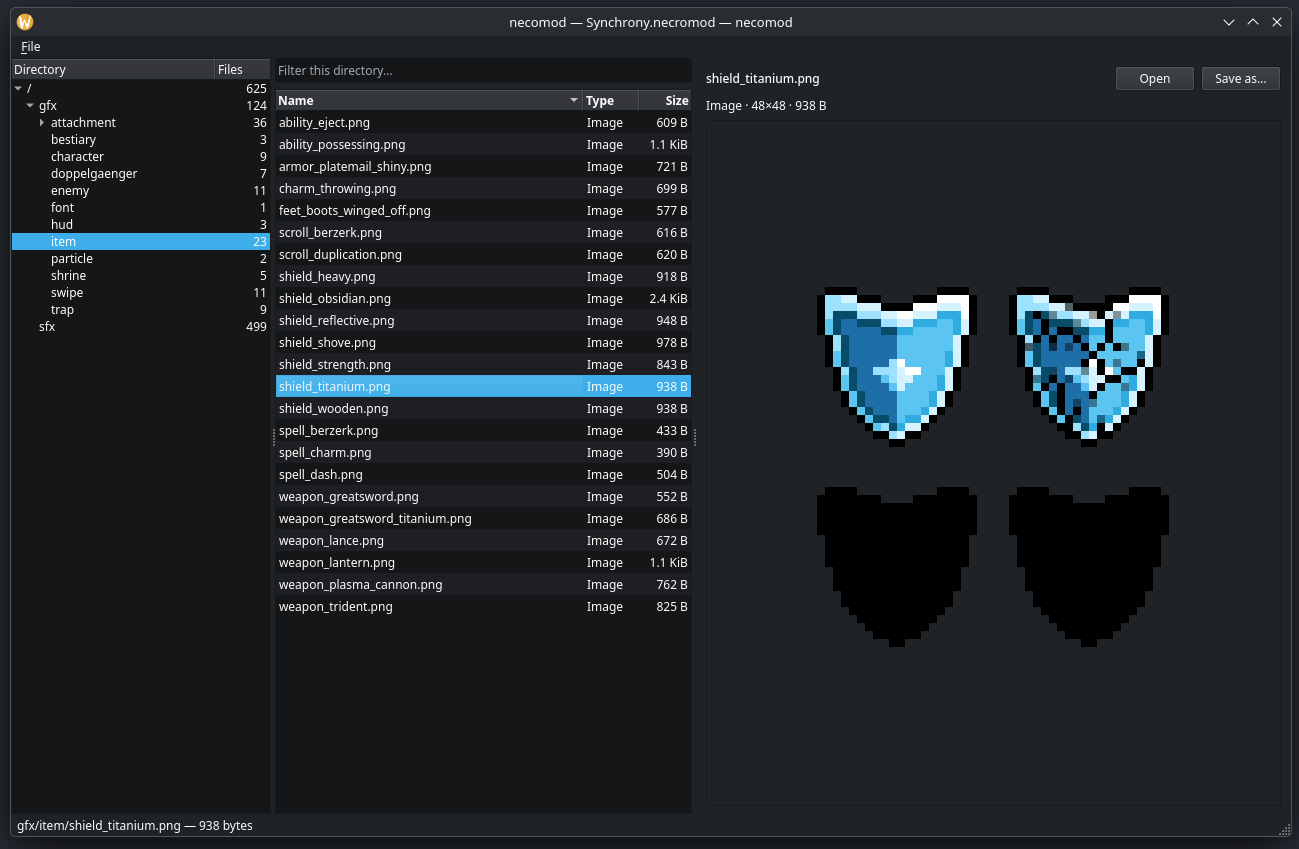 necomod — Synchrony.necromod — necomod
File
Directory Files
/ 625
gfx 124
attachment 36
bestiary 3
character 9
doppelgaenger 7
enemy 11
font 1
hud 3
item 23
particle 2
shrine 5
swipe 11
trap 9
sfx 499
Filter this directory...
Name Type Size
ability_eject.png Image 609 B
ability_possessing.png Image 1.1 KiB
armor_platemail_shiny.png Image 721 B
charm_throwing.png Image 699 B
feet_boots_winged_off.png Image 577 B
scroll_berzerk.png Image 616 B
scroll_duplication.png Image 620 B
shield_heavy.png Image 918 B
shield_obsidian.png Image 2.4 KiB
shield_reflective.png Image 948 B
shield_shove.png Image 978 B
shield_strength.png Image 843 B
shield_titanium.png Image 938 B
shield_wooden.png Image 938 B
spell_berzerk.png Image 433 B
spell_charm.png Image 390 B
spell_dash.png Image 504 B
weapon_greatsword.png Image 552 B
weapon_greatsword_titanium.png Image 686 B
weapon_lance.png Image 672 B
weapon_lantern.png Image 1.1 KiB
weapon_plasma_cannon.png Image 762 B
weapon_trident.png Image 825 B
shield_titanium.png Open Save as...
Image · 48×48 · 938 B
gfx/item/shield_titanium.png — 938 bytes